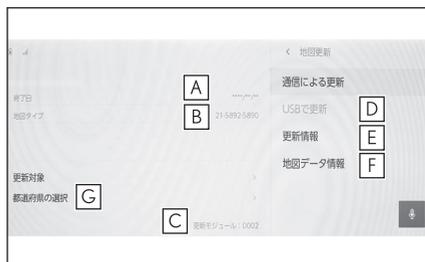 < 地図更新
通信による更新
A
終了日 ****/**/**
USBで更新 D
地図タイプ B 21-5892-5890
更新情報 E
地図データ情報 F
更新対象 >
都道府県の選択 G >
C 更新モジュール：0002